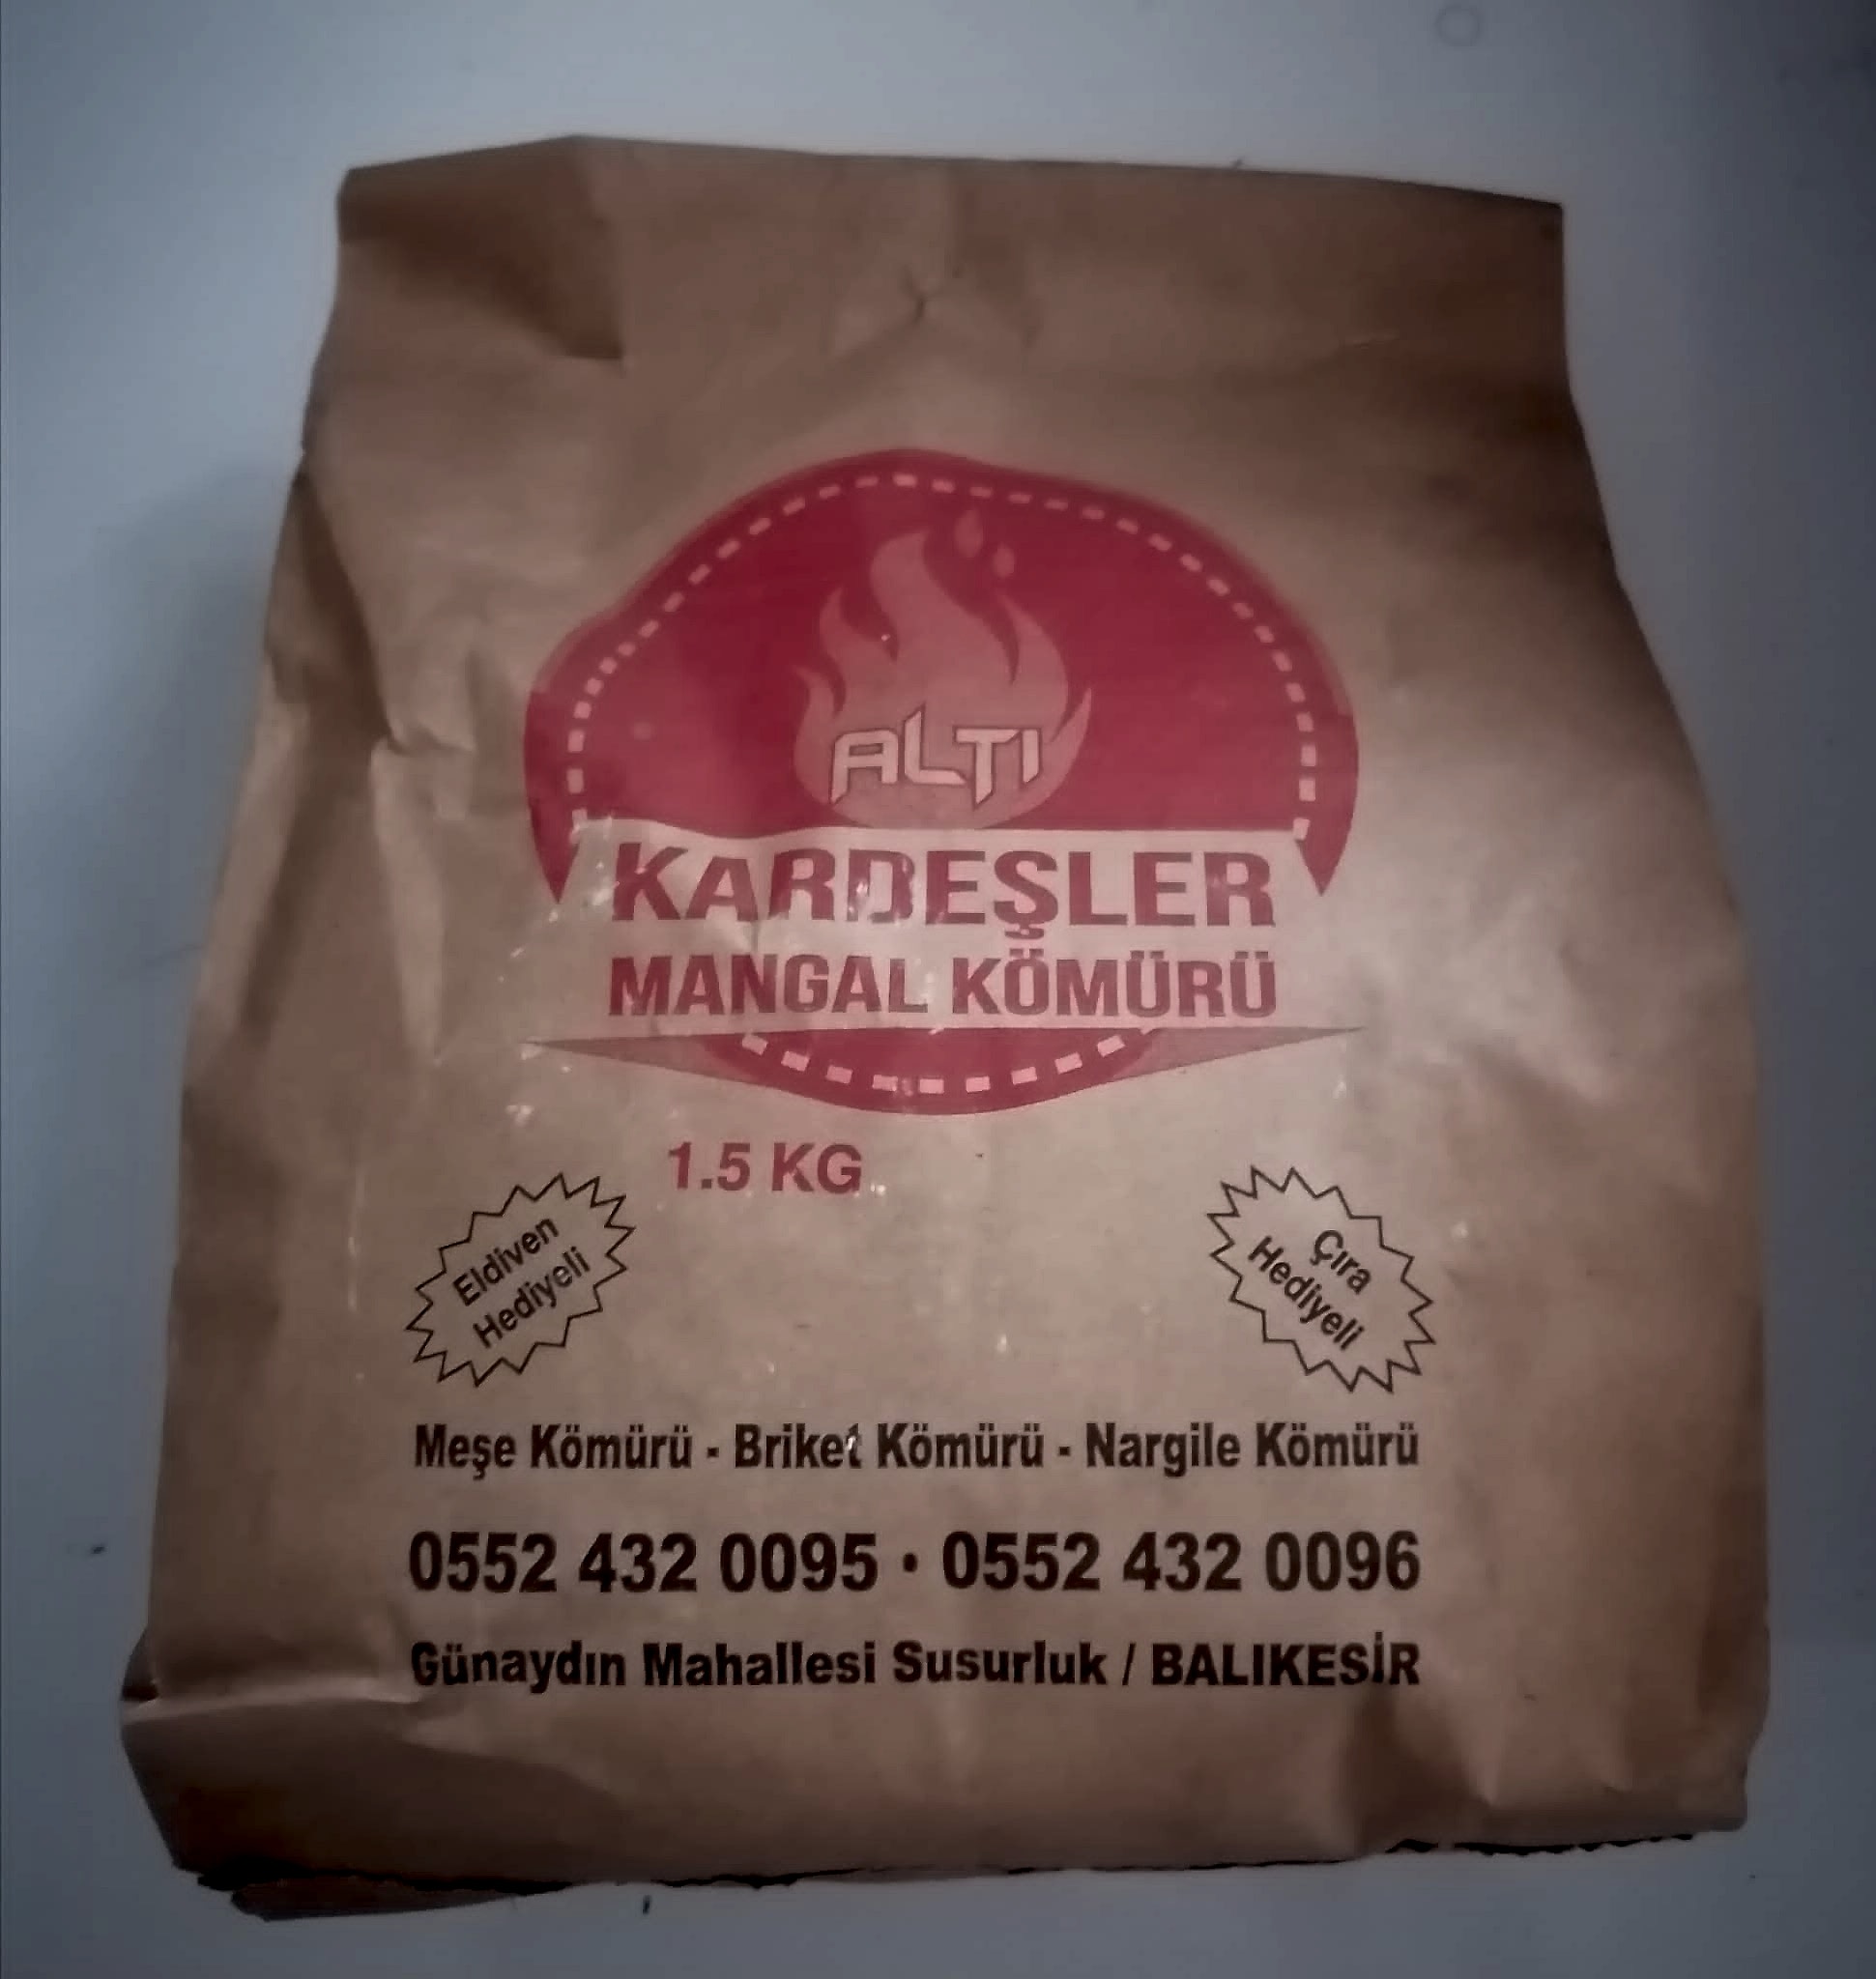 ALTI
KARDEŞLER
MANGAL KÖMÜRÜ
1.5 KG
Eldiven
Hediyeli
Çıra
Hediyeli
Meşe Kömürü - Briket Kömürü - Nargile Kömürü
0552 432 0095 • 0552 432 0096
Günaydın Mahallesi Susurluk / BALIKESİR